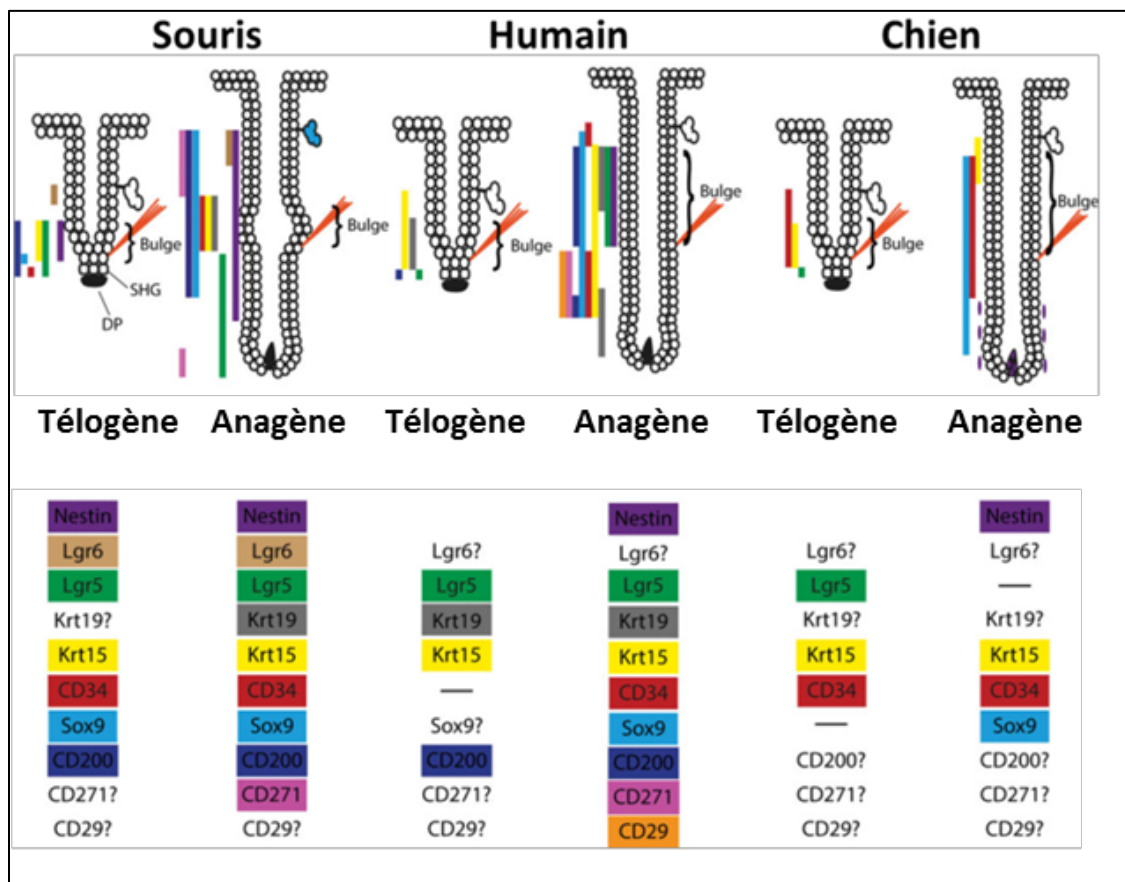 Souris Humain Chien
Bulge Bulge Bulge Bulge Bulge Bulge
SHG
DP
Télogène Anagène Télogène Anagène Télogène Anagène
Nestin Nestin Nestin Nestin
Lgr6 Lgr6 Lgr6? Lgr6? Lgr6? Lgr6?
Lgr5 Lgr5 Lgr5 Lgr5 Lgr5 —
Krt19? Krt19 Krt19 Krt19 Krt19? Krt19?
Krt15 Krt15 Krt15 Krt15 Krt15 Krt15
CD34 CD34 — CD34 CD34 CD34
Sox9 Sox9 Sox9? Sox9 — Sox9
CD200 CD200 CD200 CD200 CD200? CD200?
CD271? CD271 CD271? CD271 CD271? CD271?
CD29? CD29? CD29? CD29 CD29? CD29?